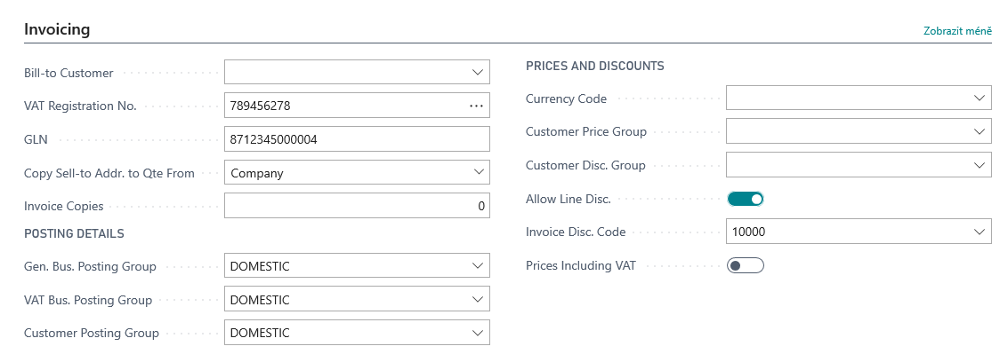 Invoicing
Zobrazit méně
Bill-to Customer
VAT Registration No. 789456278 ...
GLN 8712345000004
Copy Sell-to Addr. to Qte From Company
Invoice Copies 0
POSTING DETAILS
Gen. Bus. Posting Group DOMESTIC
VAT Bus. Posting Group DOMESTIC
Customer Posting Group DOMESTIC
PRICES AND DISCOUNTS
Currency Code
Customer Price Group
Customer Disc. Group
Allow Line Disc.
Invoice Disc. Code 10000
Prices Including VAT